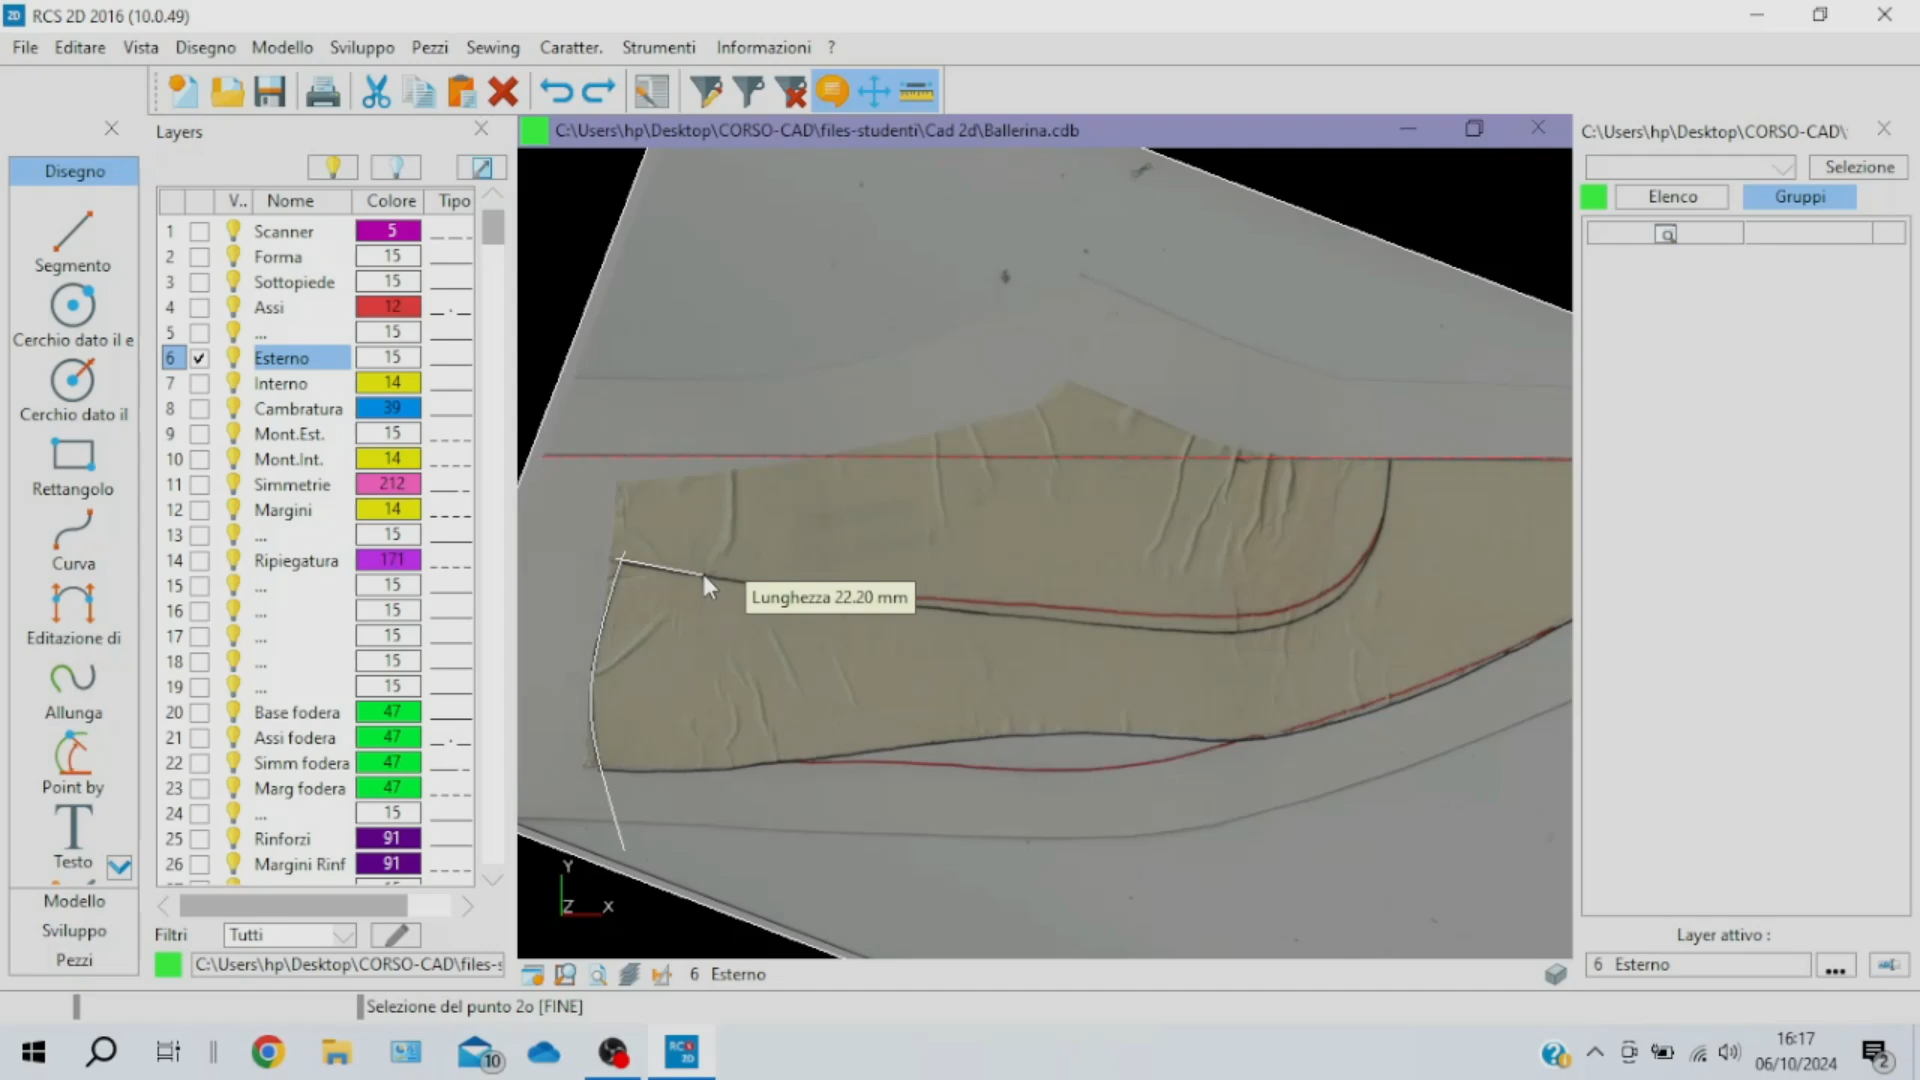 RCS 2D 2016 (10.0.49)
File Editare Vista Disegno Modello Sviluppo Pezzi Sewing Caratter. Strumenti Informazioni ?
Layers
C:\Users\hp\Desktop\CORSO-CAD\files-studenti\Cad 2d\Ballerina.cdb
C:\Users\hp\Desktop\CORSO-CAD\
Selezione
Elenco Gruppi
Disegno
Segmento
Cerchio dato il e
Cerchio dato il
Rettangolo
Curva
Editazione di
Allunga
Point by
Testo
Modello
Sviluppo
Pezzi
V.. Nome Colore Tipo
1 Scanner 5
2 Forma 15
3 Sottopiede 15
4 Assi 12
5 ... 15
6 Esterno 15
7 Interno 14
8 Cambratura 39
9 Mont.Est. 15
10 Mont.Int. 14
11 Simmetrie 212
12 Margini 14
13 ... 15
14 Ripiegatura 171
15 ... 15
16 ... 15
17 ... 15
18 ... 15
19 ... 15
20 Base fodera 47
21 Assi fodera 47
22 Simm fodera 47
23 Marg fodera 47
24 ... 15
25 Rinforzi 91
26 Margini Rinf 91
Filtri Tutti
C:\Users\hp\Desktop\CORSO-CAD\files-s
Lunghezza 22.20 mm
Y
Z X
6 Esterno
Layer attivo :
6 Esterno
...
Selezione del punto 2o [FINE]
10
RCS
2D
16:17
06/10/2024
2